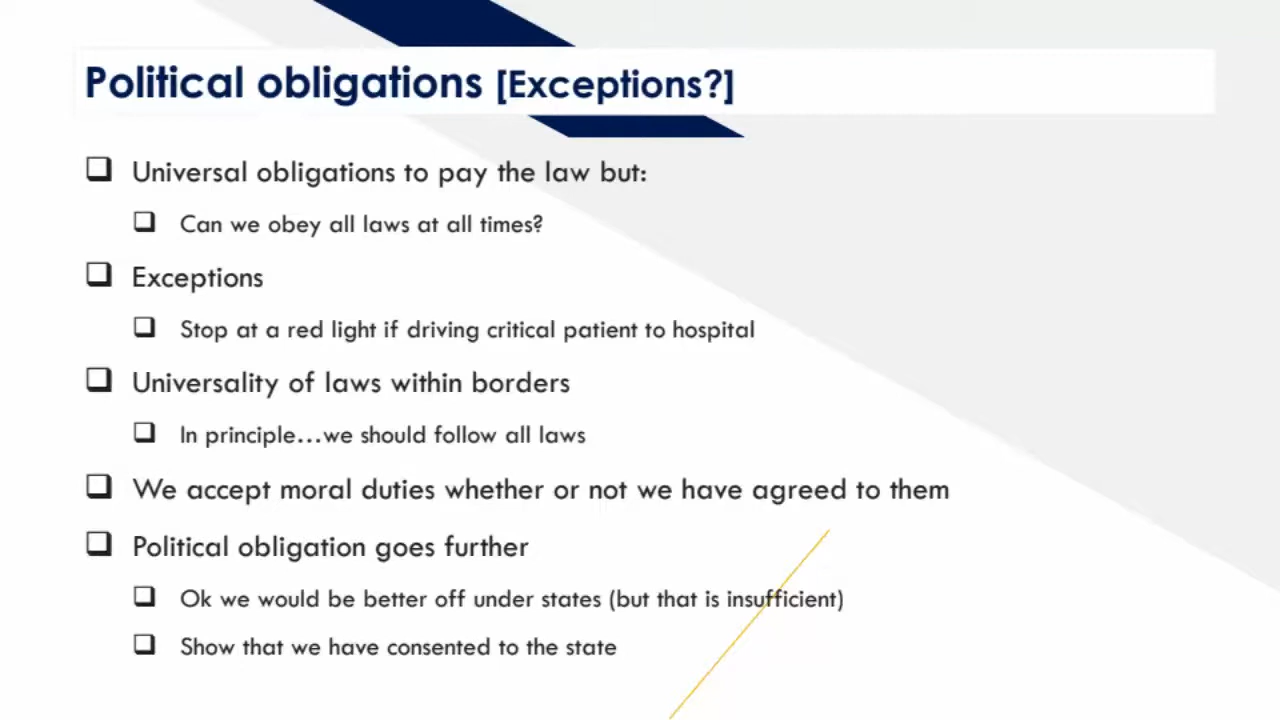 Political obligations [Exceptions?]
Universal obligations to pay the law but:
Can we obey all laws at all times?
Exceptions
Stop at a red light if driving critical patient to hospital
Universality of laws within borders
In principle...we should follow all laws
We accept moral duties whether or not we have agreed to them
Political obligation goes further
Ok we would be better off under states (but that is insufficient)
Show that we have consented to the state